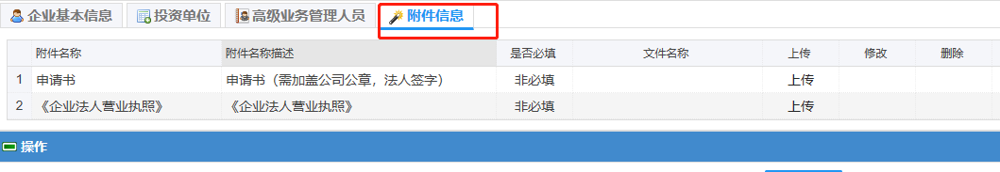 企业基本信息 投资单位 高级业务管理人员 附件信息
附件名称 附件名称描述 是否必填 文件名称 上传 修改 删除
1 申请书 申请书（需加盖公司公章，法人签字） 非必填 上传
2 《企业法人营业执照》 《企业法人营业执照》 非必填 上传
操作